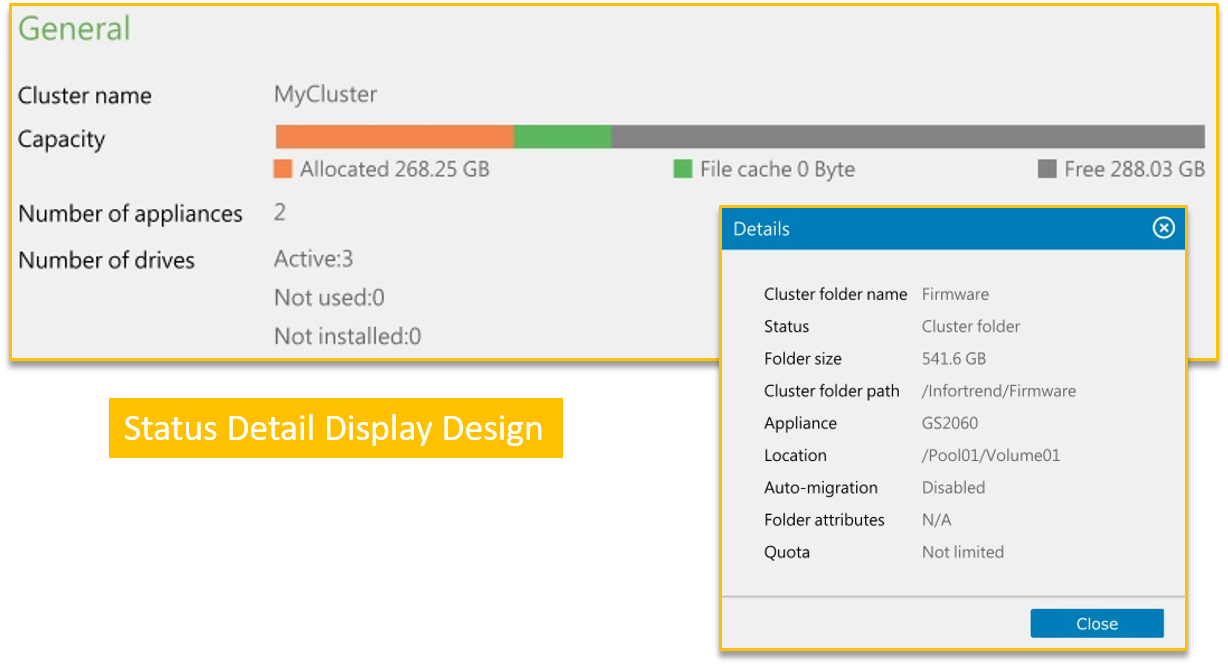 General
Cluster name MyCluster
Capacity
Allocated 268.25 GB File cache 0 Byte Free 288.03 GB
Number of appliances 2
Number of drives Active:3
Not used:0
Not installed:0
Status Detail Display Design
Details
Cluster folder name Firmware
Status Cluster folder
Folder size 541.6 GB
Cluster folder path /Infortrend/Firmware
Appliance GS2060
Location /Pool01/Volume01
Auto-migration Disabled
Folder attributes N/A
Quota Not limited
Close